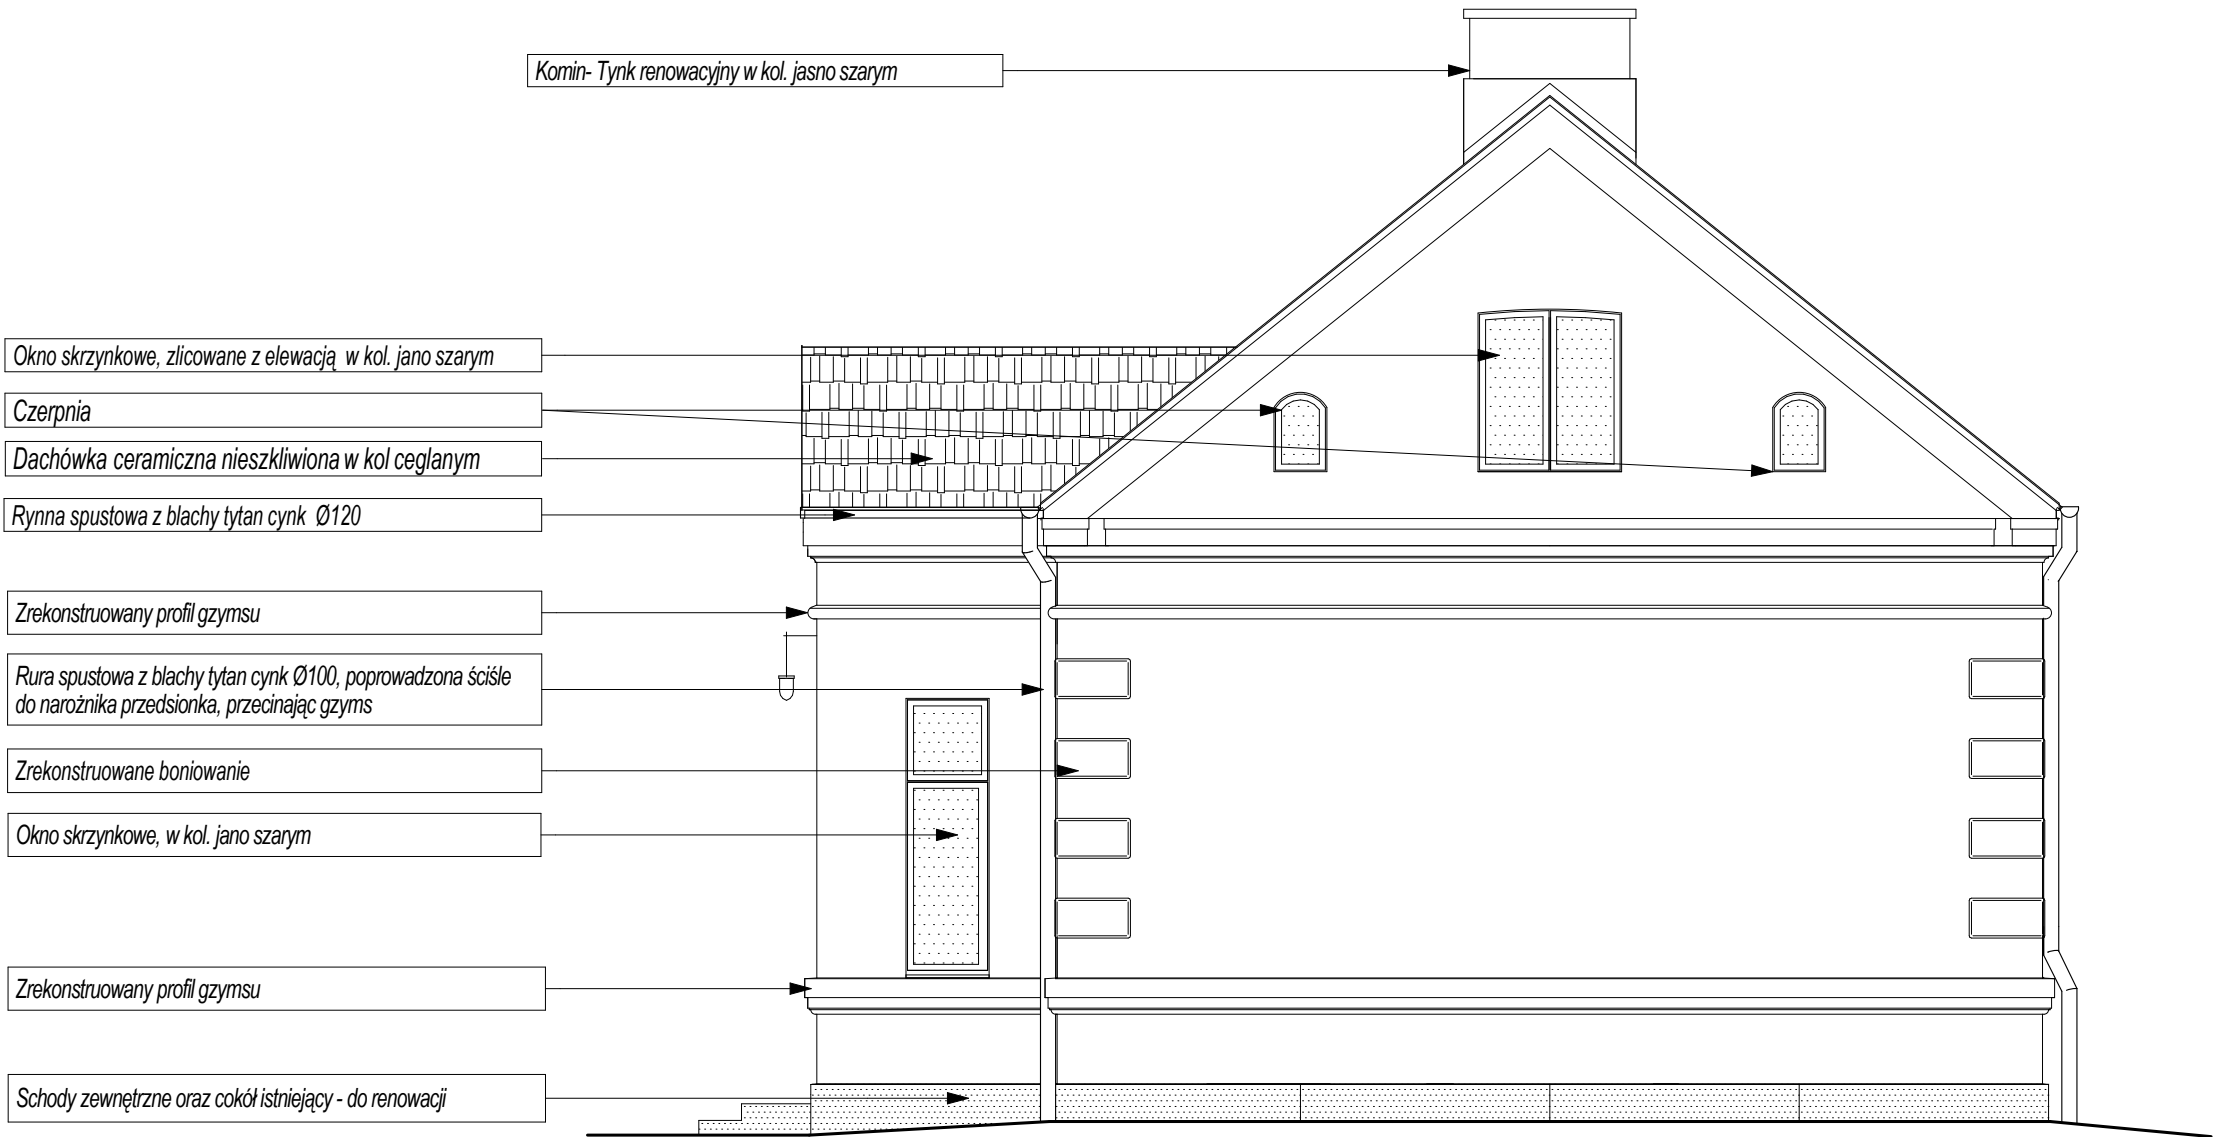 Komin- Tynk renowacyjny w kol. jasno szarym
Okno skrzynkowe, zlicowane z elewacją w kol. jano szarym
Czerpnia
Dachówka ceramiczna nieszkliwiona w kol ceglanym
Rynna spustowa z blachy tytan cynk Ø120
Zrekonstruowany profil gzymsu
Rura spustowa z blachy tytan cynk Ø100, poprowadzona ściśle
do narożnika przedsionka, przecinając gzyms
Zrekonstruowane boniowanie
Okno skrzynkowe, w kol. jano szarym
Zrekonstruowany profil gzymsu
Schody zewnętrzne oraz cokół istniejący - do renowacji